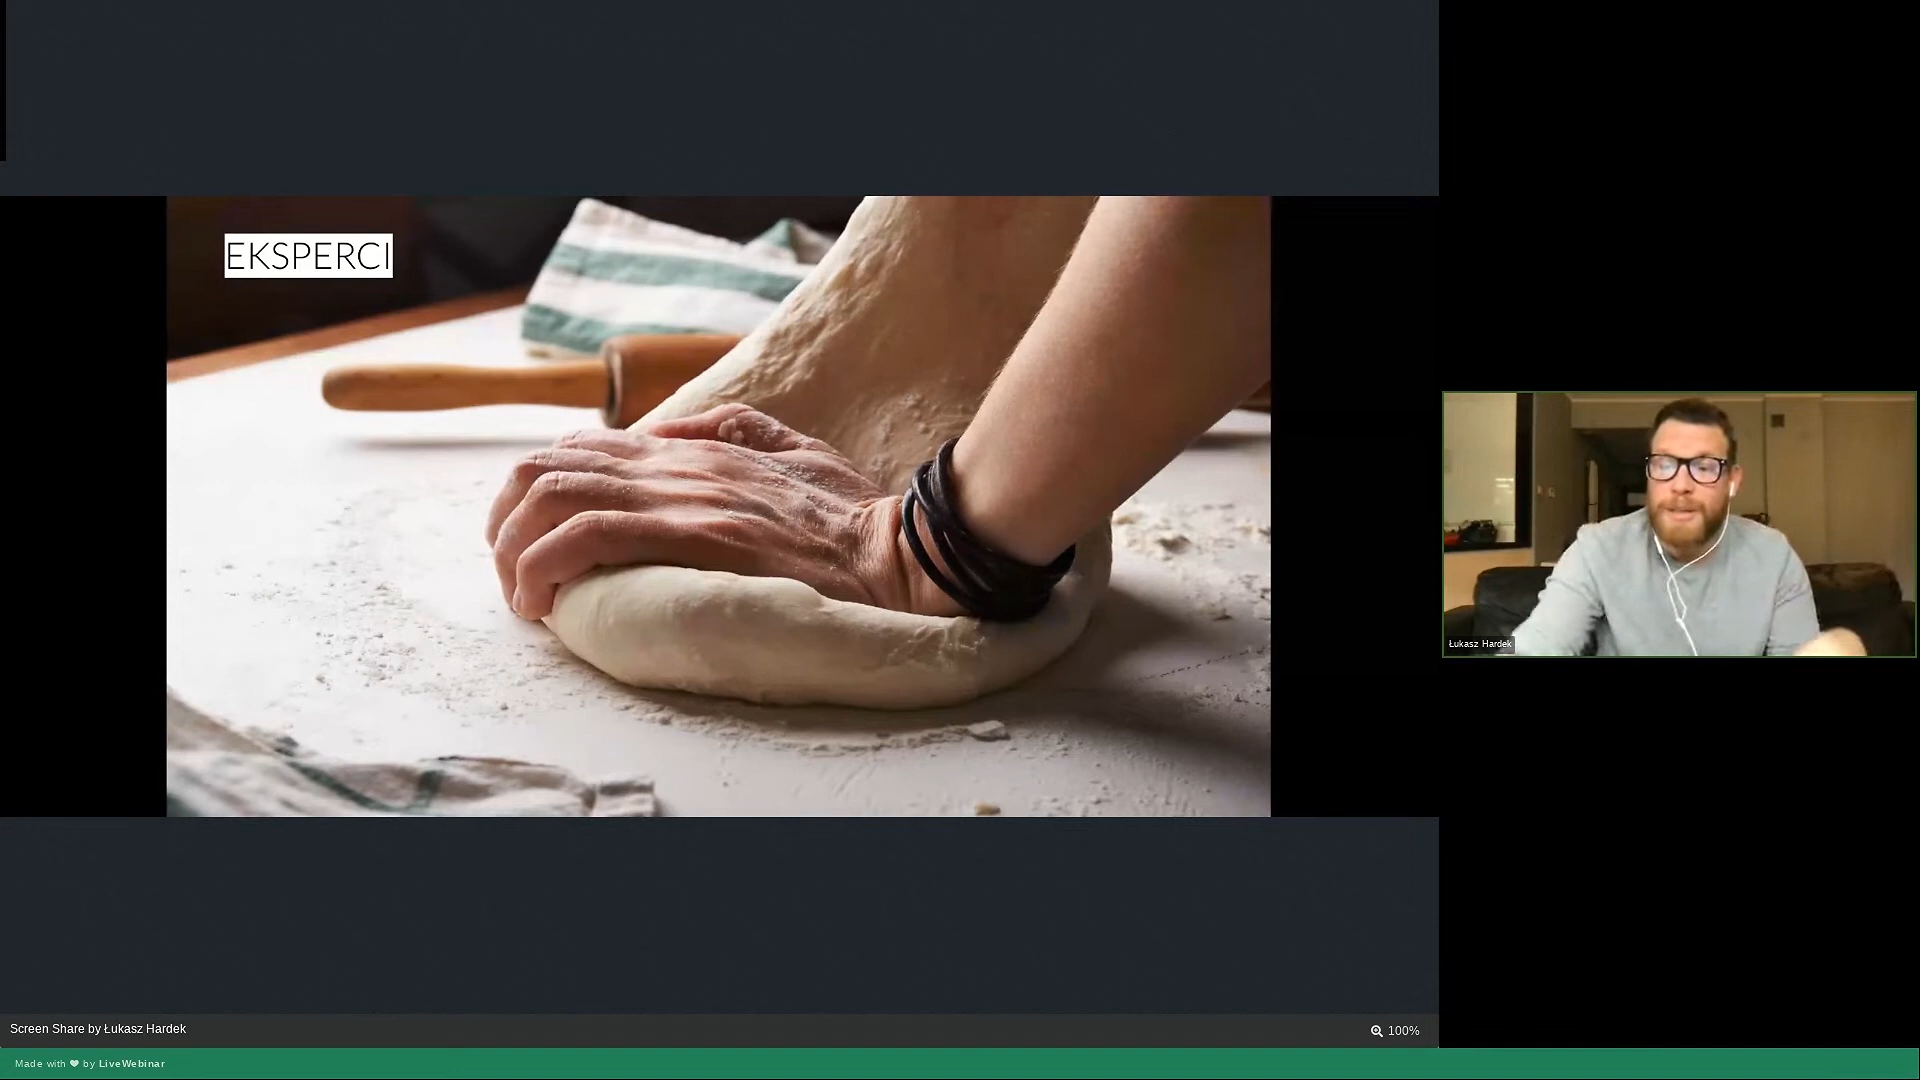 EKSPERCI
Łukasz Hardek
Screen Share by Łukasz Hardek
100%
Made with ❤ by LiveWebinar